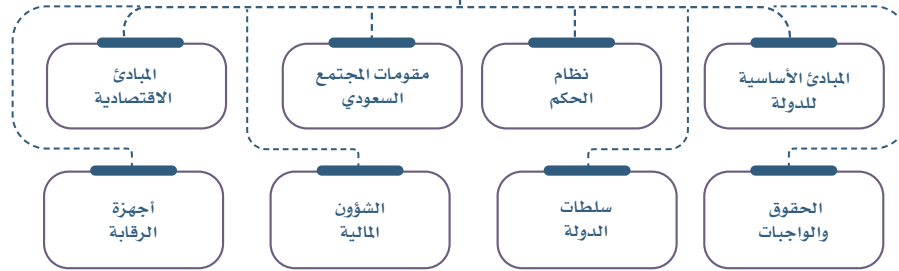 المبادئ الأساسية
للدولة
نظام
الحكم
مقومات المجتمع
السعودي
المبادئ
الاقتصادية
الحقوق
والواجبات
سلطات
الدولة
الشؤون
المالية
أجهزة
الرقابة